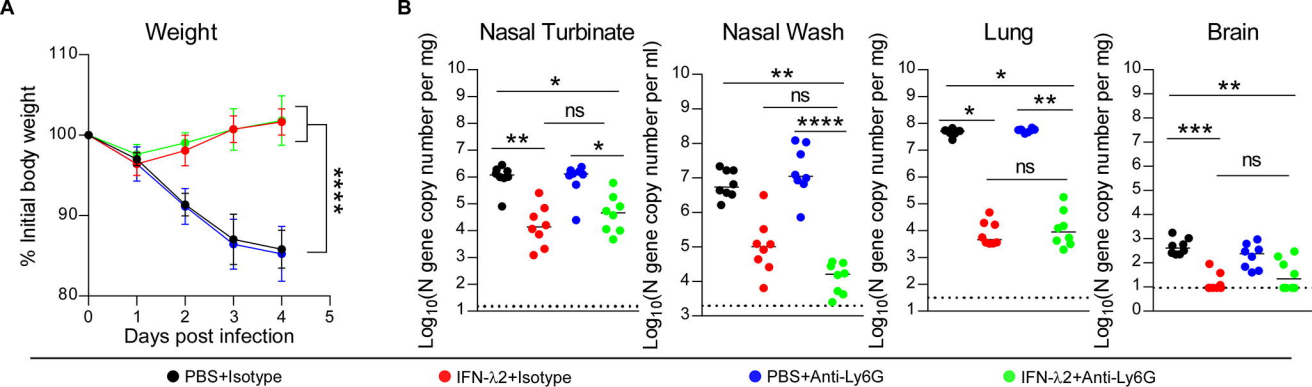 A
Weight
% Initial body weight
110
100
90
80
0 1 2 3 4 5
Days post infection
****
B
Nasal Turbinate
Log10(N gene copy number per mg)
10
9
8
7
6
5
4
3
2
1
*
ns
**
*
Nasal Wash
Log10(N gene copy number per ml)
10
9
8
7
6
5
4
3
**
ns
****
Lung
Log10(N gene copy number per mg)
10
9
8
7
6
5
4
3
2
1
*
*
**
ns
Brain
Log10(N gene copy number per mg)
10
9
8
7
6
5
4
3
2
1
0
**
***
ns
PBS+Isotype
IFN-λ2+Isotype
PBS+Anti-Ly6G
IFN-λ2+Anti-Ly6G